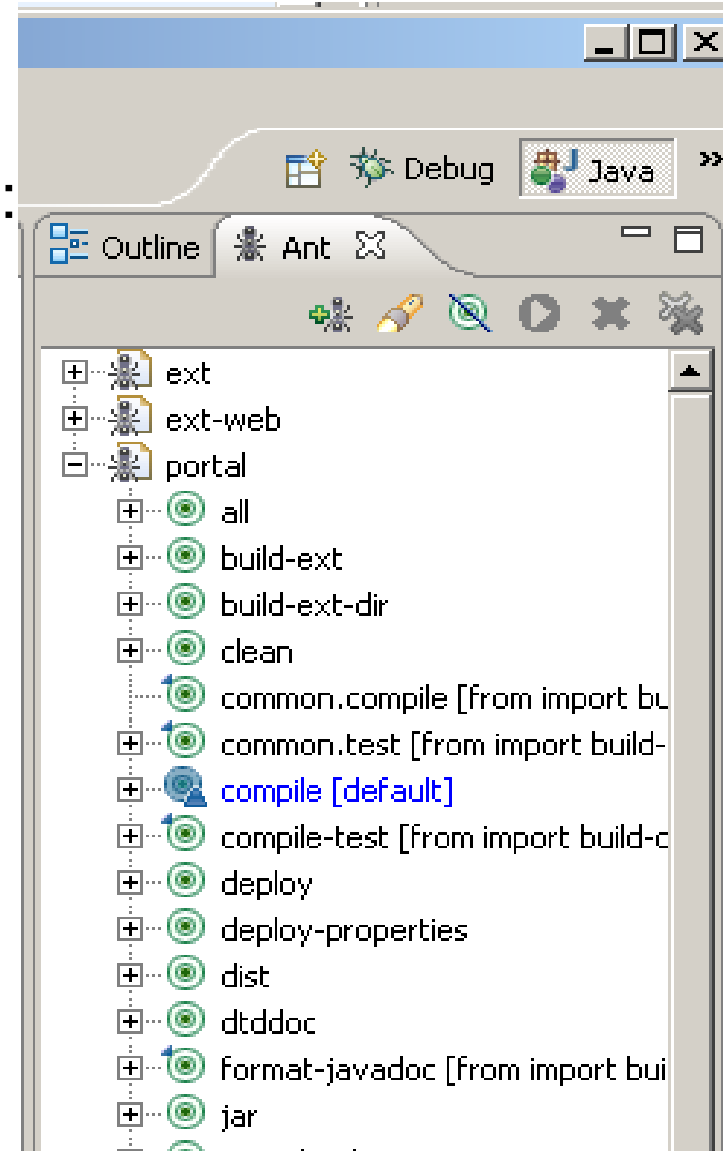 :
Debug Java »
Outline Ant
ext
ext-web
portal
all
build-ext
build-ext-dir
clean
common.compile [from import bu
common.test [from import build-
compile [default]
compile-test [from import build-c
deploy
deploy-properties
dist
dtddoc
format-javadoc [from import bui
jar